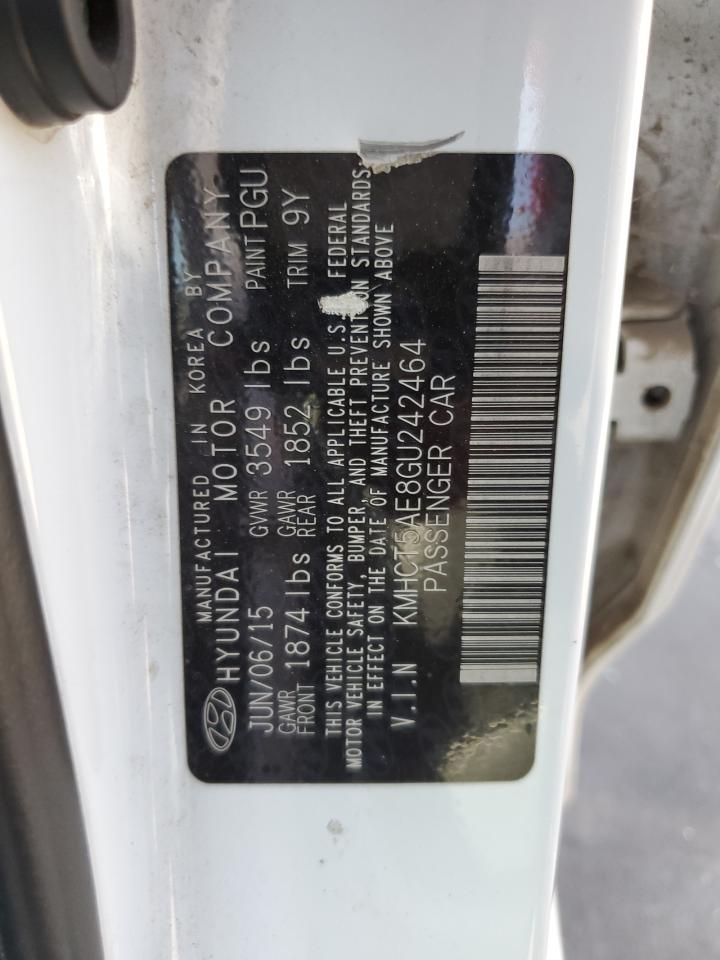 MANUFACTURED IN KOREA BY
HYUNDAI MOTOR COMPANY
JUN/06/15 GVWR 3549 lbs PAINT PGU
GAWR FRONT 1874 lbs GAWR REAR 1852 lbs TRIM 9Y
THIS VEHICLE CONFORMS TO ALL APPLICABLE U.S. FEDERAL
MOTOR VEHICLE SAFETY, BUMPER, AND THEFT PREVENTION STANDARDS
IN EFFECT ON THE DATE OF MANUFACTURE SHOWN ABOVE
V.I.N KMHCT5AE8GU242464
PASSENGER CAR